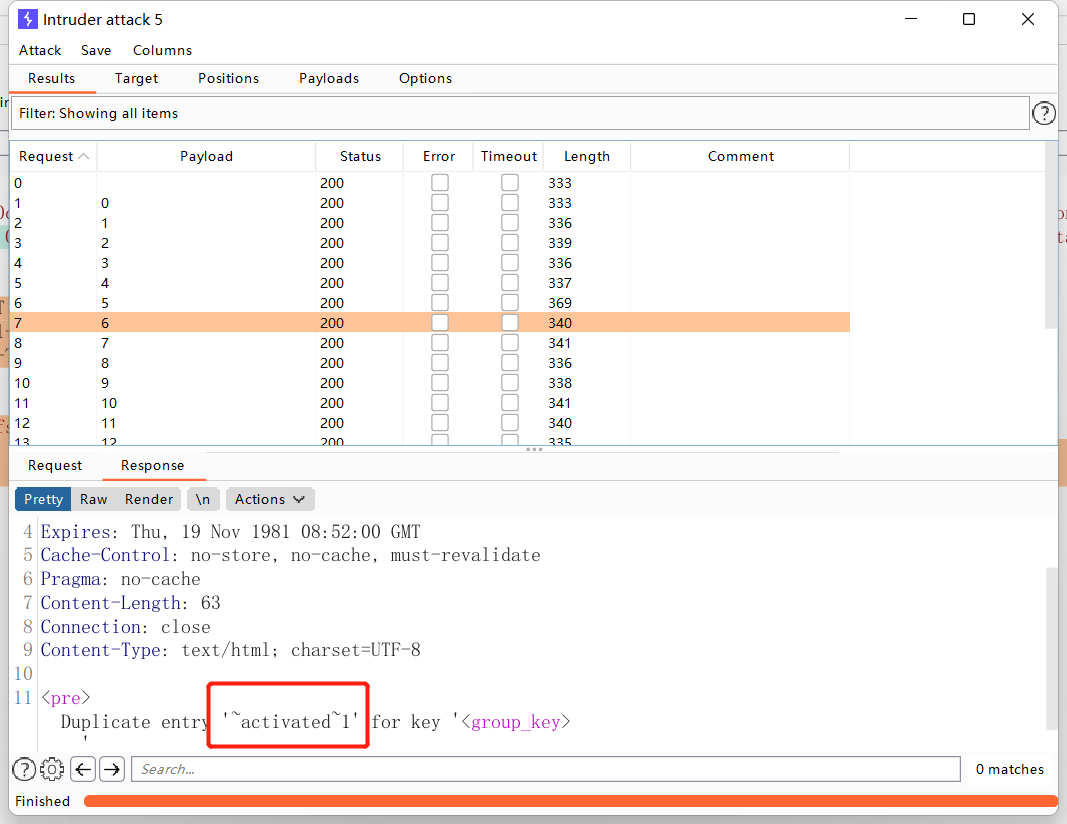 Intruder attack 5
Attack Save Columns
Results Target Positions Payloads Options
Filter: Showing all items
?
Request Payload Status Error Timeout Length Comment
0 200 333
1 0 200 333
2 1 200 336
3 2 200 339
4 3 200 336
5 4 200 337
6 5 200 369
7 6 200 340
8 7 200 341
9 8 200 336
10 9 200 338
11 10 200 341
12 11 200 340
13 12 200 335
Request Response
Pretty Raw Render \n Actions
4 Expires: Thu, 19 Nov 1981 08:52:00 GMT
5 Cache-Control: no-store, no-cache, must-revalidate
6 Pragma: no-cache
7 Content-Length: 63
8 Connection: close
9 Content-Type: text/html; charset=UTF-8
10
11 <pre>
Duplicate entry '~activated~1' for key '<group_key>
'
? Search... 0 matches
Finished